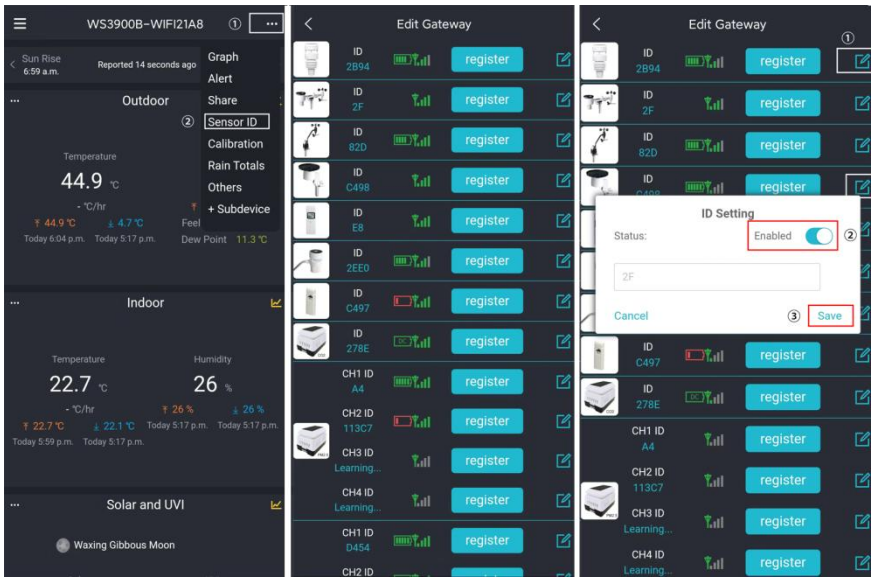 WS3900B-WIFI21A8 ① ...
Sun Rise
6:59 a.m.
Reported 14 seconds ago
Graph
Alert
Share
② Sensor ID
Calibration
Rain Totals
Others
+ Subdevice
Outdoor
Temperature
44.9 ℃
- ℃/hr
44.9 ℃ 4.7 ℃
Today 6:04 p.m. Today 5:17 p.m.
Feel
Dew Point 11.3 ℃
Indoor
Temperature Humidity
22.7 ℃ 26 %
- ℃/hr
26 % 26 %
22.7 ℃ 22.1 ℃
Today 5:17 p.m. Today 5:17 p.m.
Today 5:59 p.m. Today 5:17 p.m.
Solar and UVI
Waxing Gibbous Moon
Edit Gateway
ID
2B94
register
ID
2F
register
ID
82D
register
ID
C498
register
ID
E8
register
ID
2EE0
register
ID
C497
register
ID
278E
DC
register
CH1 ID
A4
register
CH2 ID
113C7
register
CH3 ID
Learning...
register
CH4 ID
Learning...
register
CH1 ID
D454
register
CH2 ID
Edit Gateway
①
ID
2B94
register
ID
2F
register
ID
82D
register
ID
C498
register
ID Setting
Status: Enabled ②
2F
Cancel ③ Save
ID
C497
register
ID
278E
DC
register
CH1 ID
A4
register
CH2 ID
113C7
register
CH3 ID
Learning...
register
CH4 ID
Learning...
register